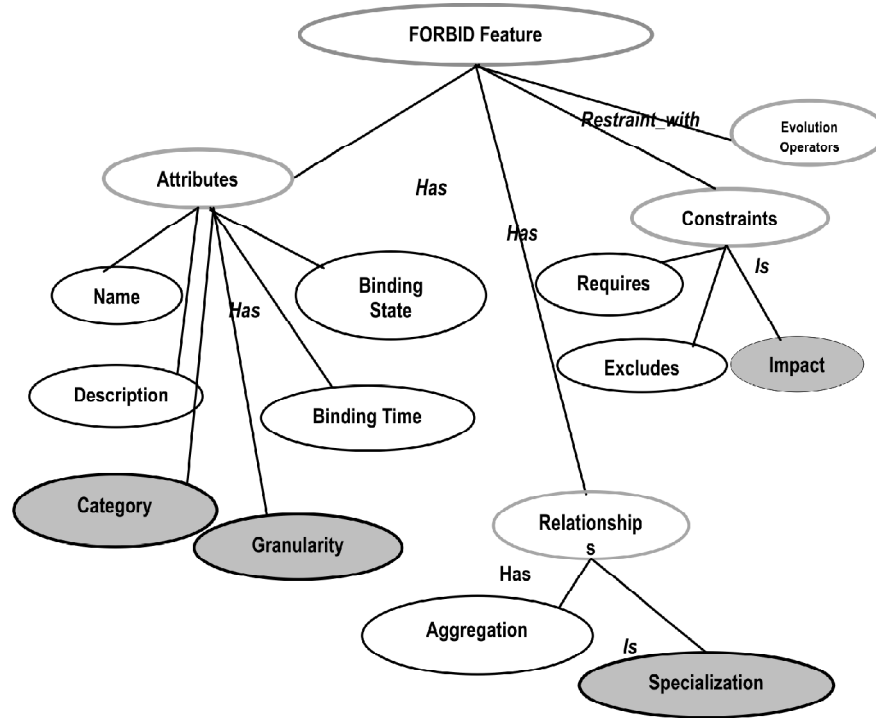 FORBID Feature
Restraint_with
Evolution
Operators
Attributes
Has
Constraints
Has
Name
Has
Binding
State
Requires
Is
Description
Binding Time
Excludes
Impact
Category
Granularity
Relationship
s
Has
Aggregation
Is
Specialization